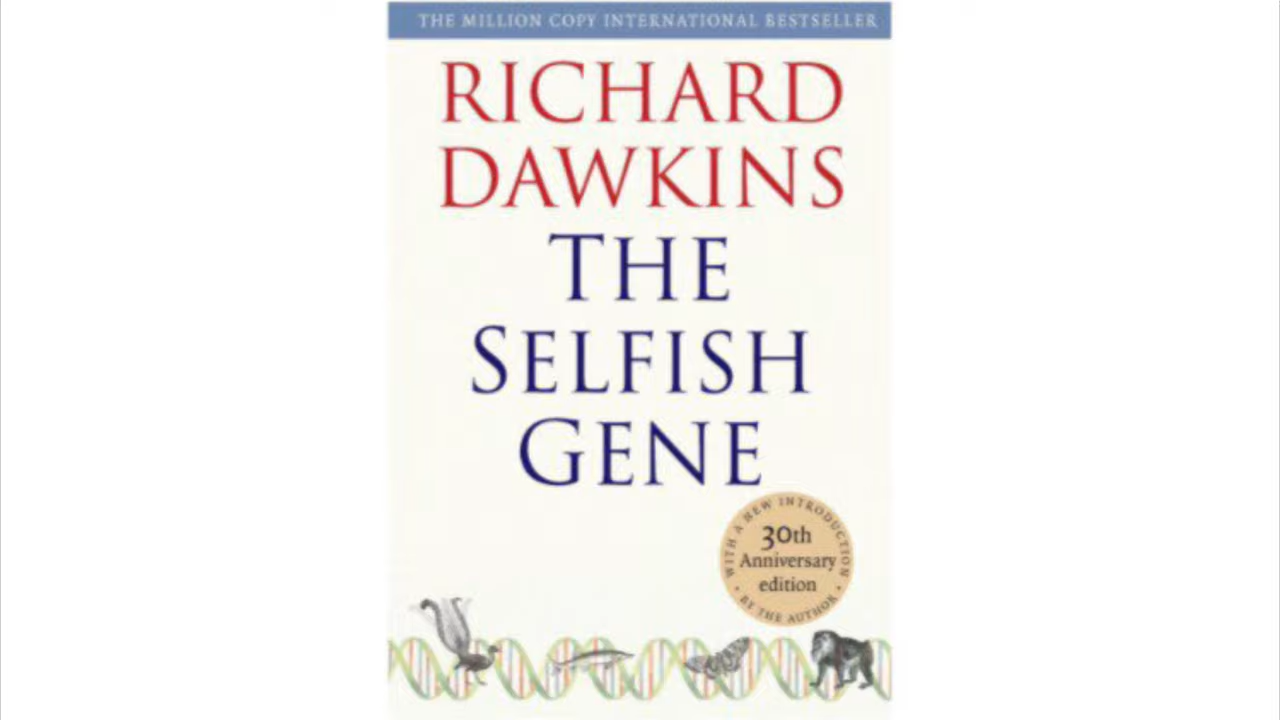 THE MILLION COPY INTERNATIONAL BESTSELLER
RICHARD
DAWKINS
THE
SELFISH
GENE
WITH A NEW INTRODUCTION
30th
Anniversary
edition
• BY THE AUTHOR •